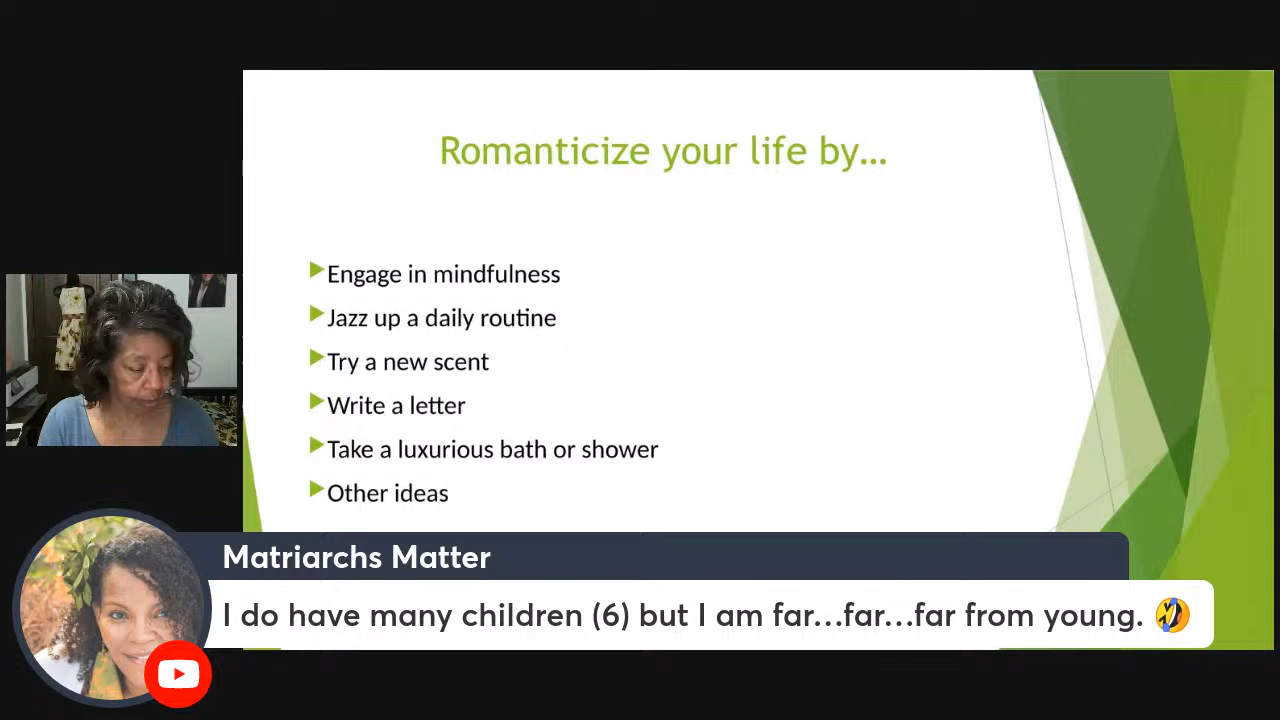 Romanticize your life by…
Engage in mindfulness
Jazz up a daily routine
Try a new scent
Write a letter
Take a luxurious bath or shower
Other ideas
Matriarchs Matter
I do have many children (6) but I am far...far...far from young. 🤣